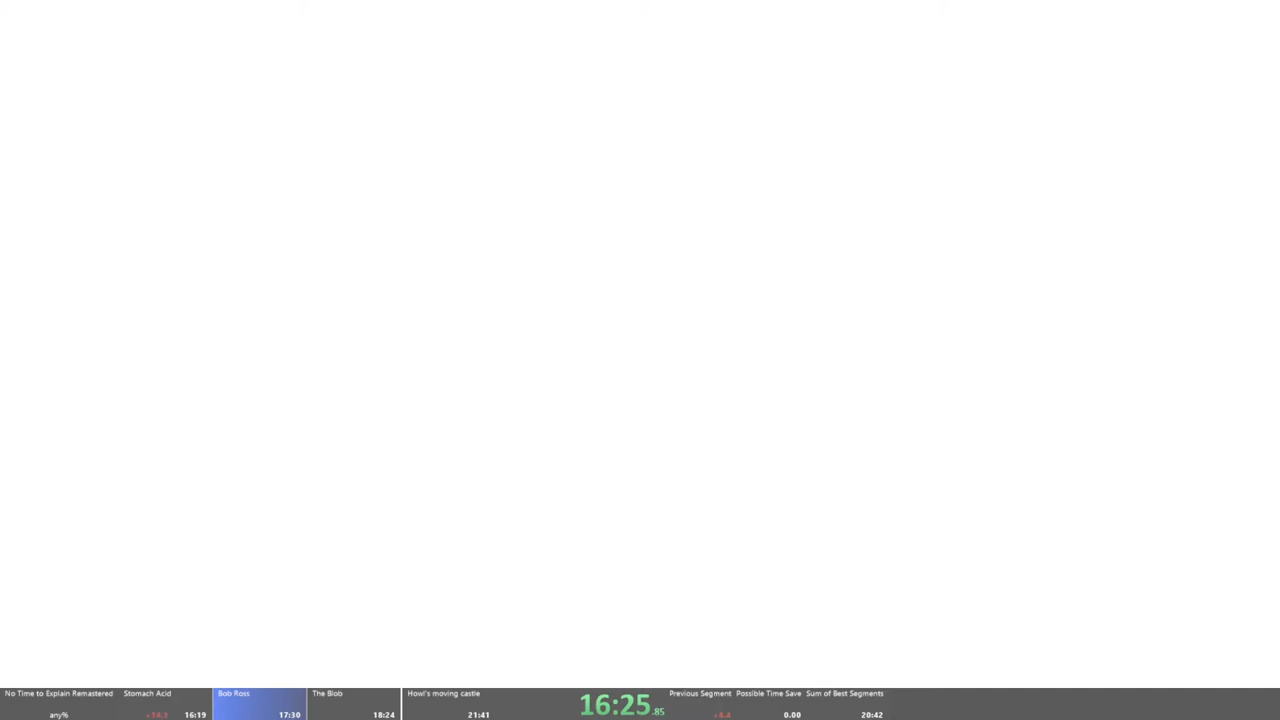 No Time to Explain Remastered
any%
Stomach Acid
16:19
Bob Ross
17:30
The Blob
18:24
Howl's moving castle
21:41
16:25.85
Previous Segment
Possible Time Save
0.00
Sum of Best Segments
20:42